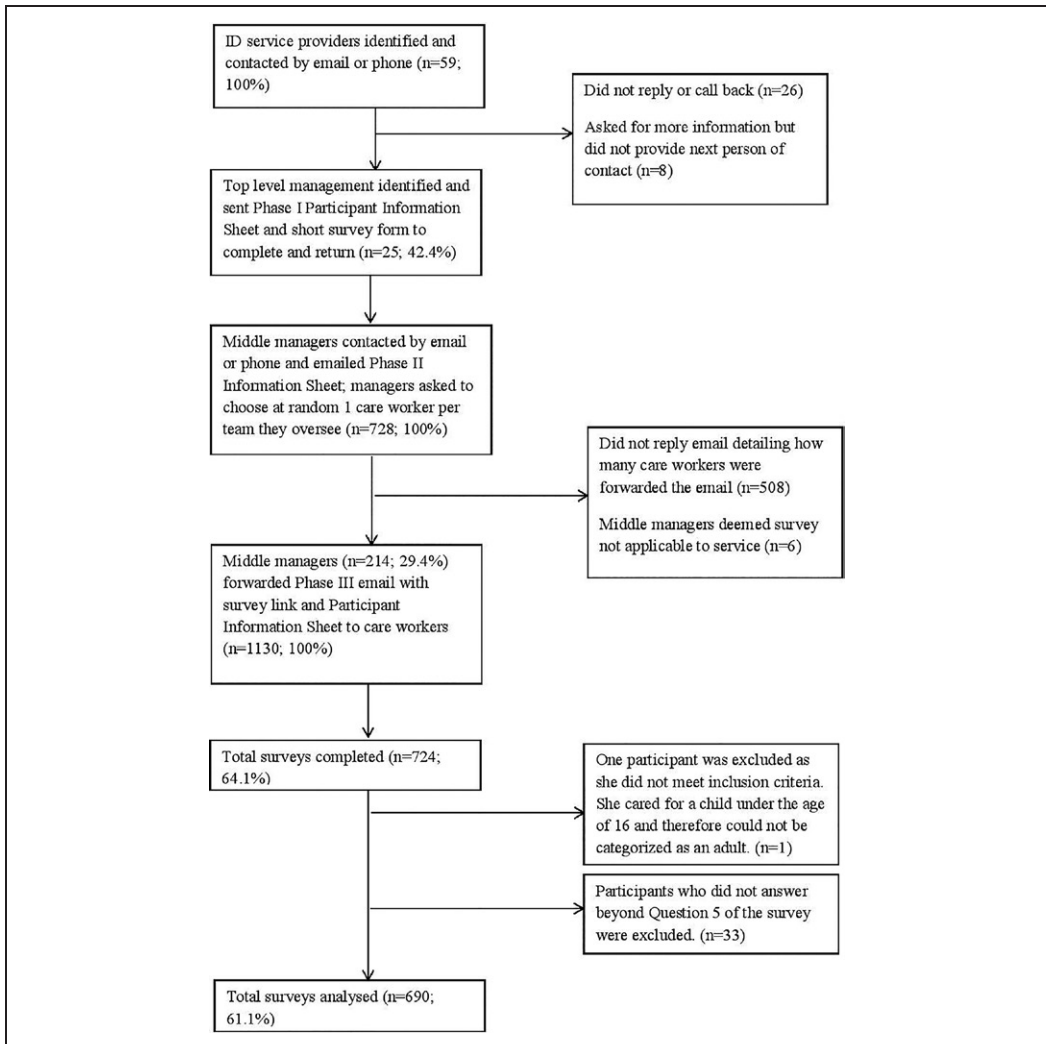 ID service providers identified and
contacted by email or phone (n=59;
100%)
Did not reply or call back (n=26)
Asked for more information but
did not provide next person of
contact (n=8)
Top level management identified and
sent Phase I Participant Information
Sheet and short survey form to
complete and return (n=25; 42.4%)
Middle managers contacted by email
or phone and emailed Phase II
Information Sheet; managers asked to
choose at random 1 care worker per
team they oversee (n=728; 100%)
Did not reply email detailing how
many care workers were
forwarded the email (n=508)
Middle managers deemed survey
not applicable to service (n=6)
Middle managers (n=214; 29.4%)
forwarded Phase III email with
survey link and Participant
Information Sheet to care workers
(n=1130; 100%)
Total surveys completed (n=724;
64.1%)
One participant was excluded as
she did not meet inclusion criteria.
She cared for a child under the age
of 16 and therefore could not be
categorized as an adult. (n=1)
Participants who did not answer
beyond Question 5 of the survey
were excluded. (n=33)
Total surveys analysed (n=690;
61.1%)